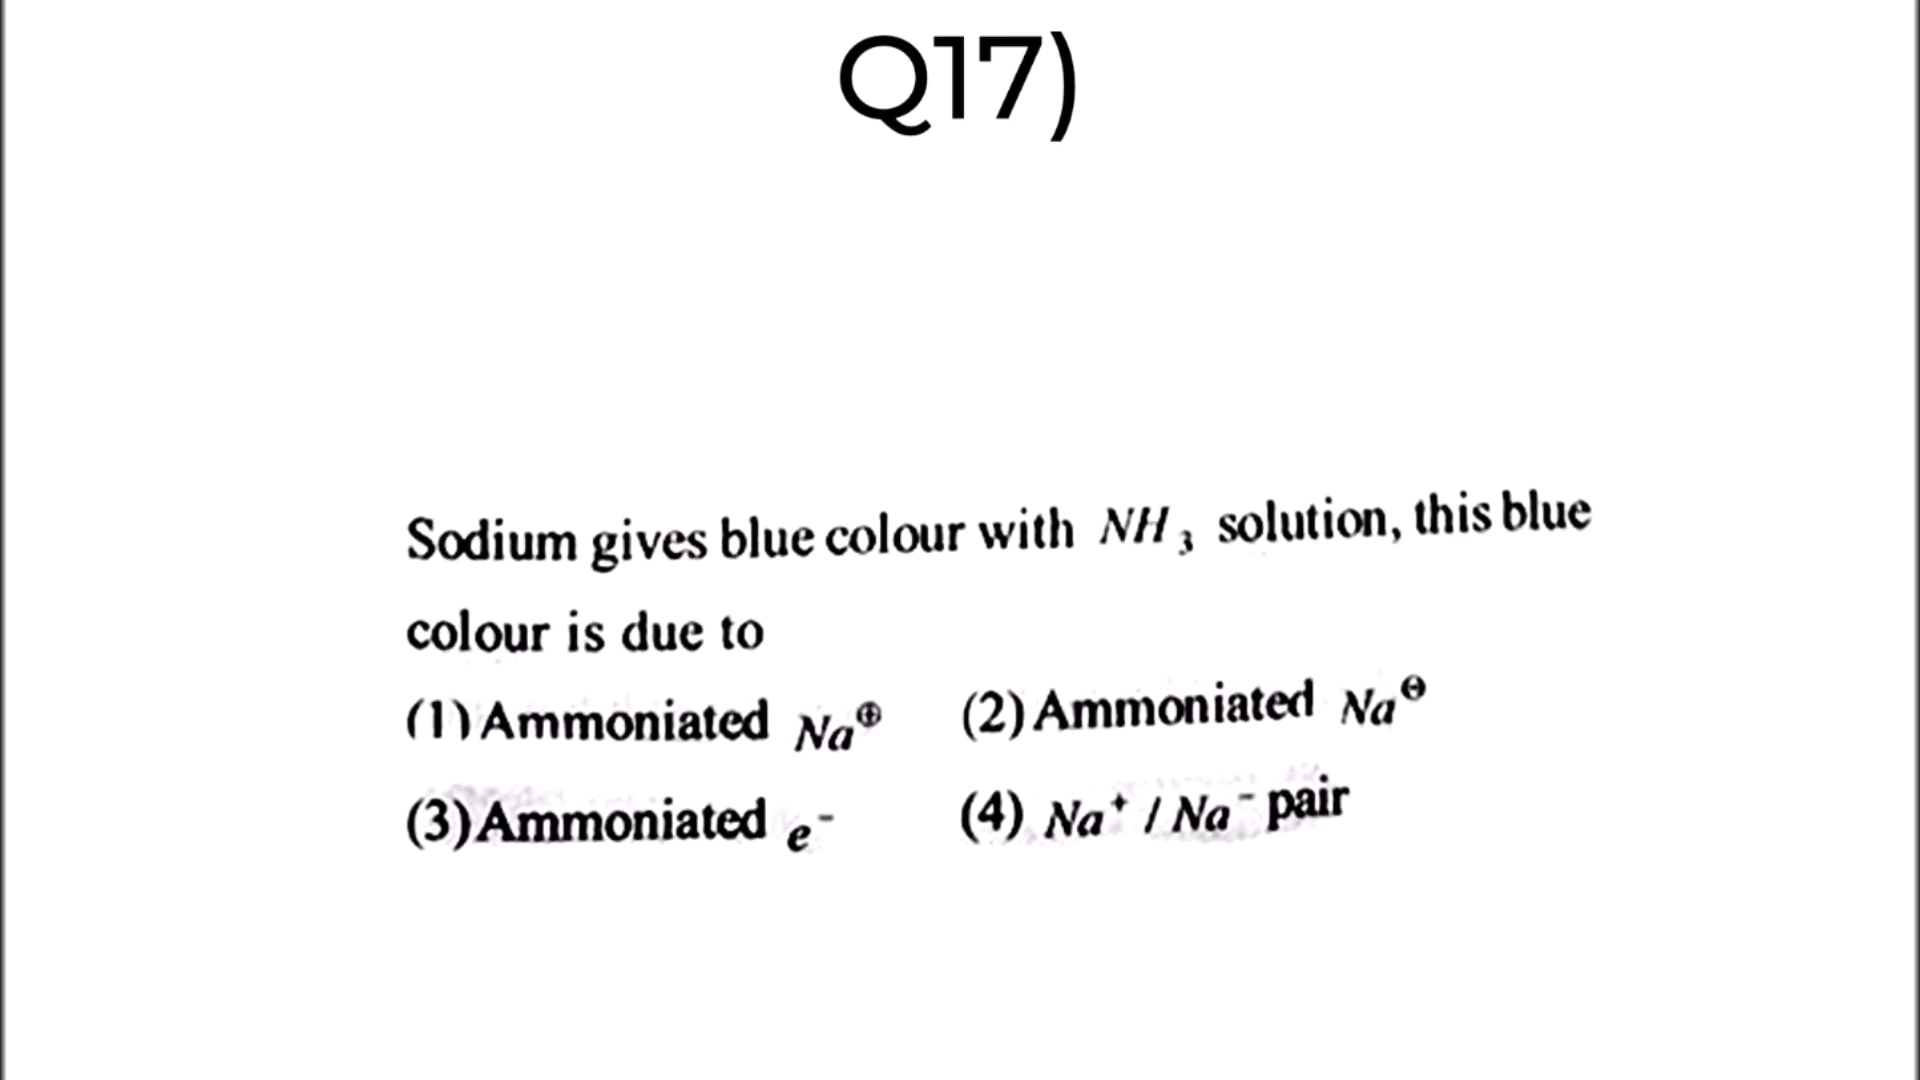 Q17)
Sodium gives blue colour with NH₃ solution, this blue
colour is due to
(1) Ammoniated Na⊕ (2) Ammoniated Na⊖
(3) Ammoniated e⁻ (4) Na⁺ / Na⁻ pair